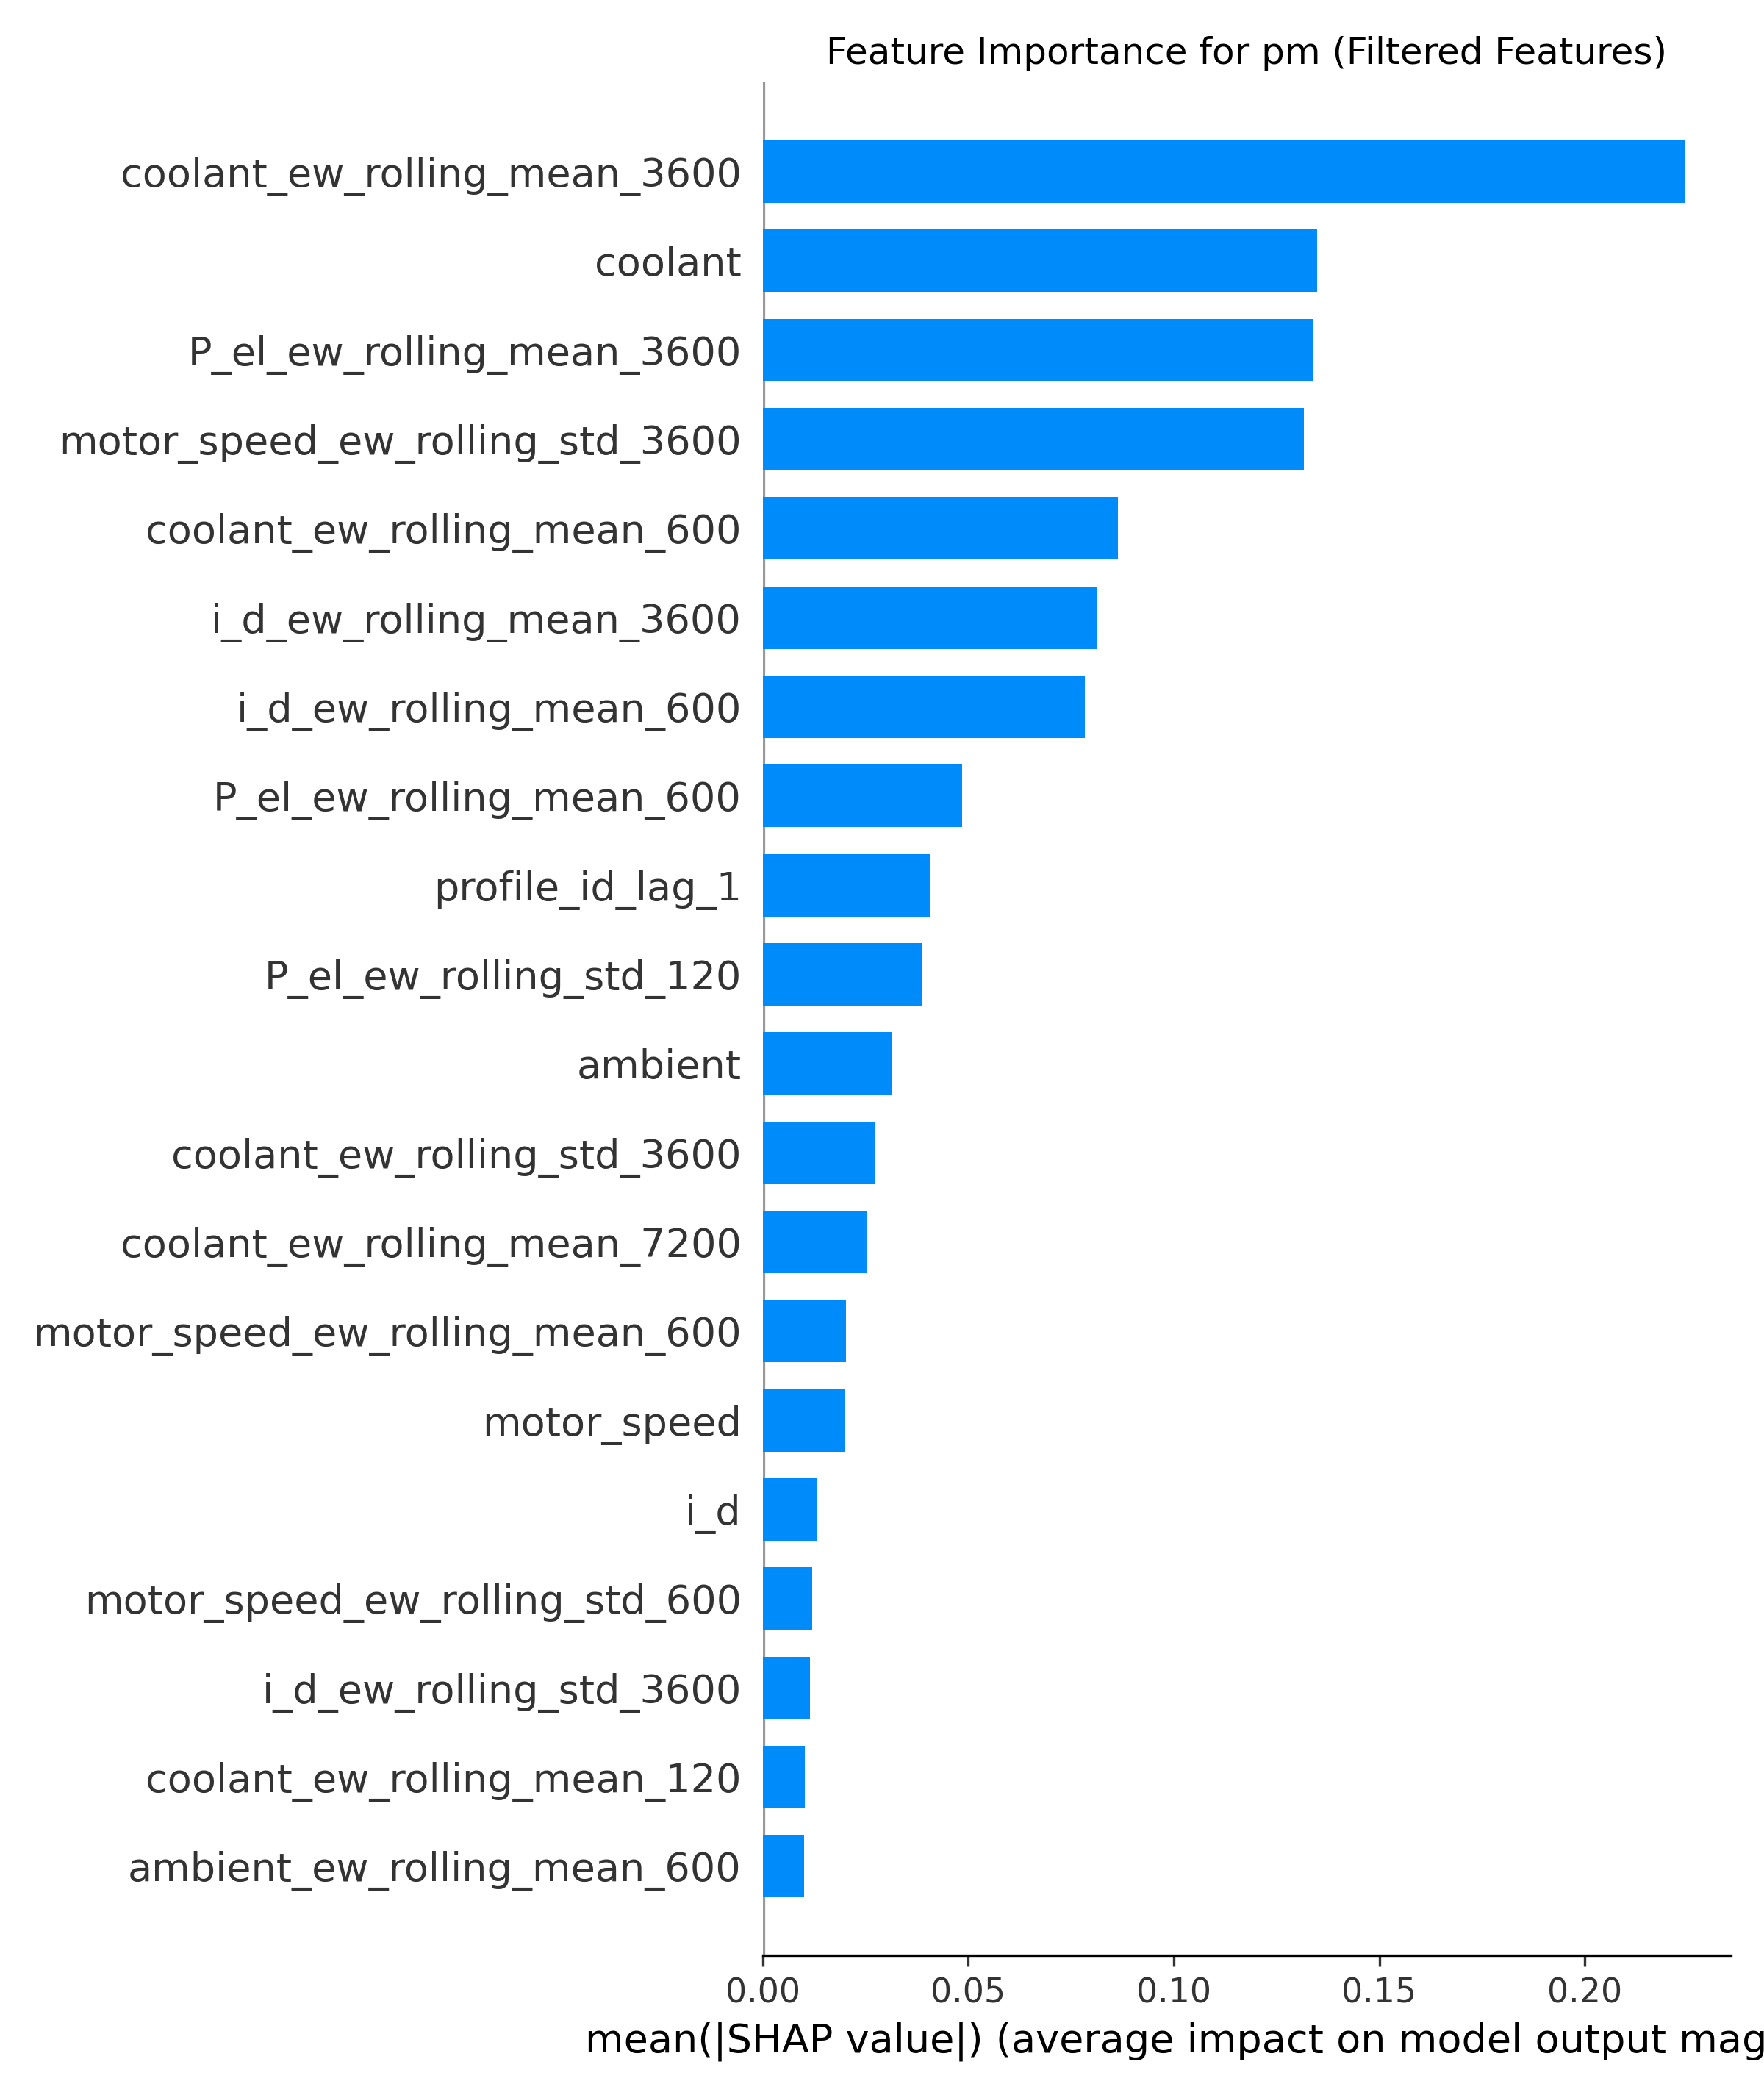 Feature Importance for pm (Filtered Features)
coolant_ew_rolling_mean_3600
coolant
P_el_ew_rolling_mean_3600
motor_speed_ew_rolling_std_3600
coolant_ew_rolling_mean_600
i_d_ew_rolling_mean_3600
i_d_ew_rolling_mean_600
P_el_ew_rolling_mean_600
profile_id_lag_1
P_el_ew_rolling_std_120
ambient
coolant_ew_rolling_std_3600
coolant_ew_rolling_mean_7200
motor_speed_ew_rolling_mean_600
motor_speed
i_d
motor_speed_ew_rolling_std_600
i_d_ew_rolling_std_3600
coolant_ew_rolling_mean_120
ambient_ew_rolling_mean_600
0.00 0.05 0.10 0.15 0.20
mean(|SHAP value|) (average impact on model output mag